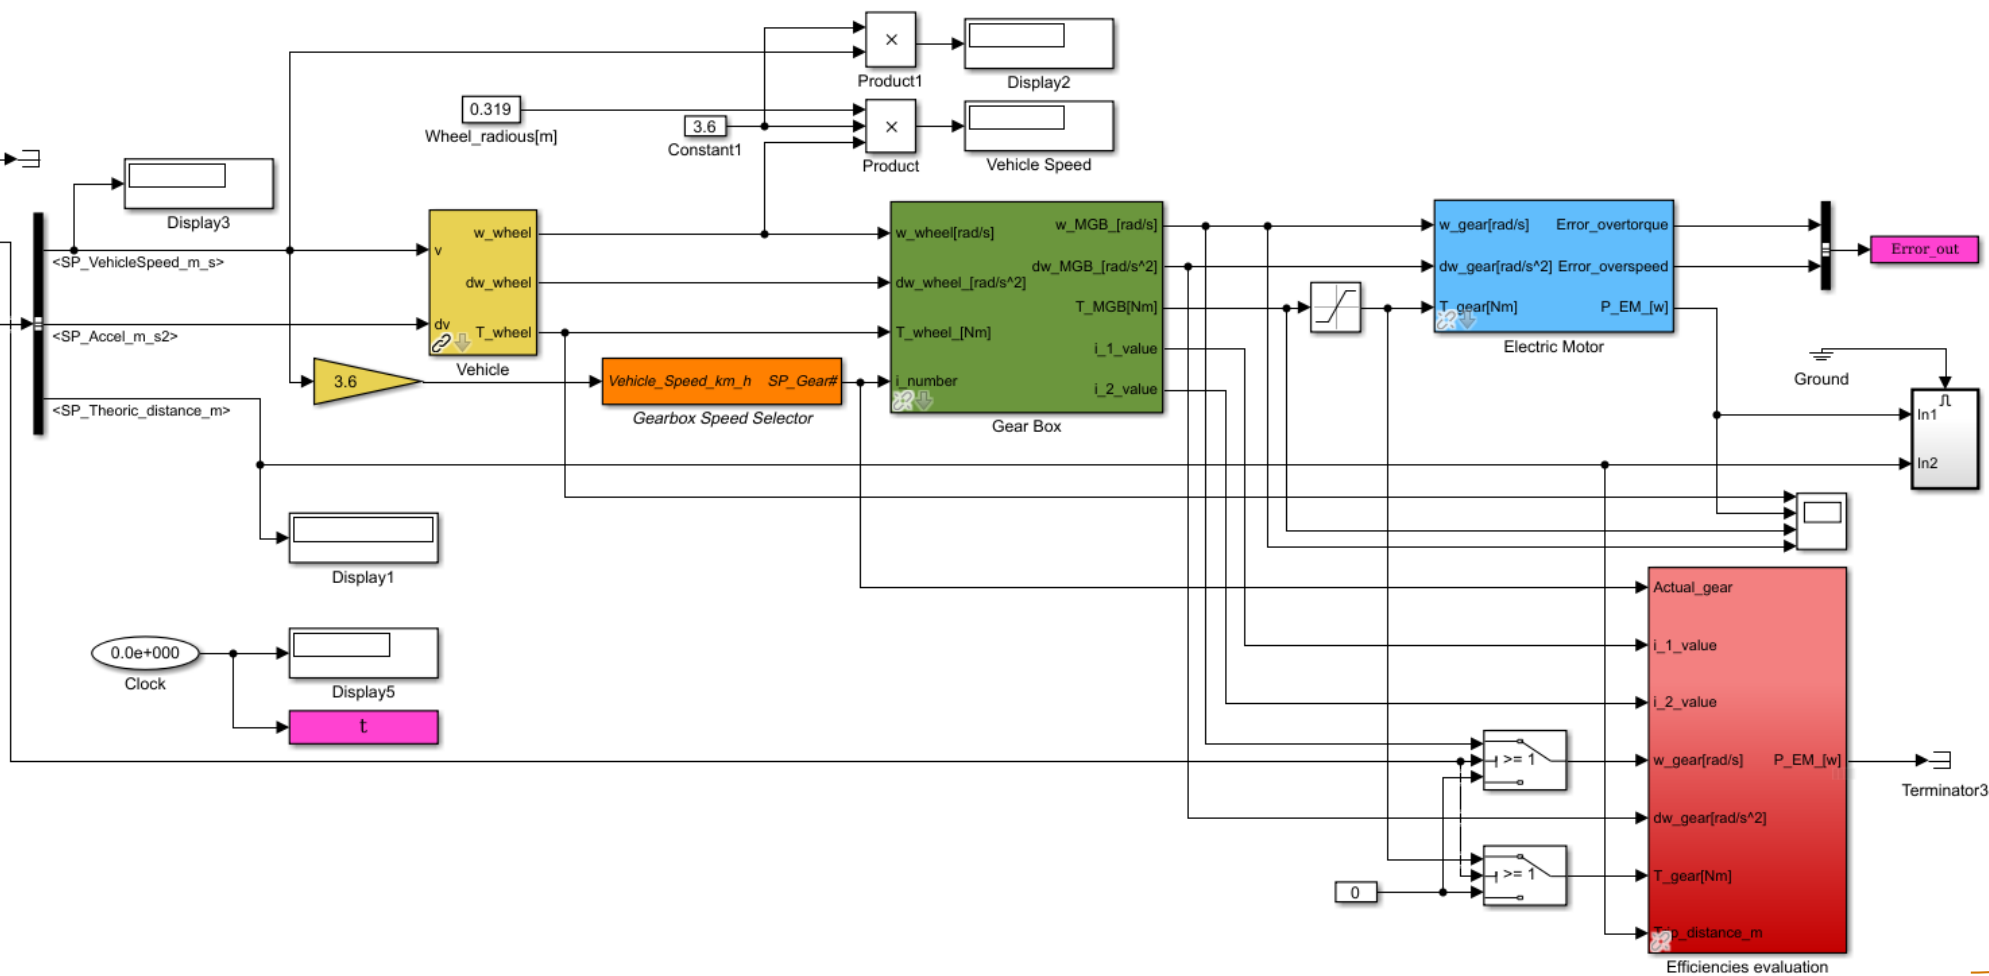 ×
Product1
Display2
0.319
Wheel_radious[m]
3.6
Constant1
×
Product
Vehicle Speed
Display3
<SP_VehicleSpeed_m_s>
<SP_Accel_m_s2>
<SP_Theoric_distance_m>
v
dv
w_wheel
dw_wheel
T_wheel
Vehicle
3.6
Vehicle_Speed_km_h SP_Gear#
Gearbox Speed Selector
w_wheel[rad/s]
dw_wheel_[rad/s^2]
T_wheel_[Nm]
i_number
w_MGB_[rad/s]
dw_MGB_[rad/s^2]
T_MGB[Nm]
i_1_value
i_2_value
Gear Box
w_gear[rad/s]
dw_gear[rad/s^2]
T_gear[Nm]
Error_overtorque
Error_overspeed
P_EM_[w]
Electric Motor
Error_out
Ground
In1
In2
Display1
0.0e+000
Clock
Display5
t
>= 1
>= 1
0
Actual_gear
i_1_value
i_2_value
w_gear[rad/s]
dw_gear[rad/s^2]
T_gear[Nm]
Trip_distance_m
P_EM_[w]
Efficiencies evaluation
Terminator3